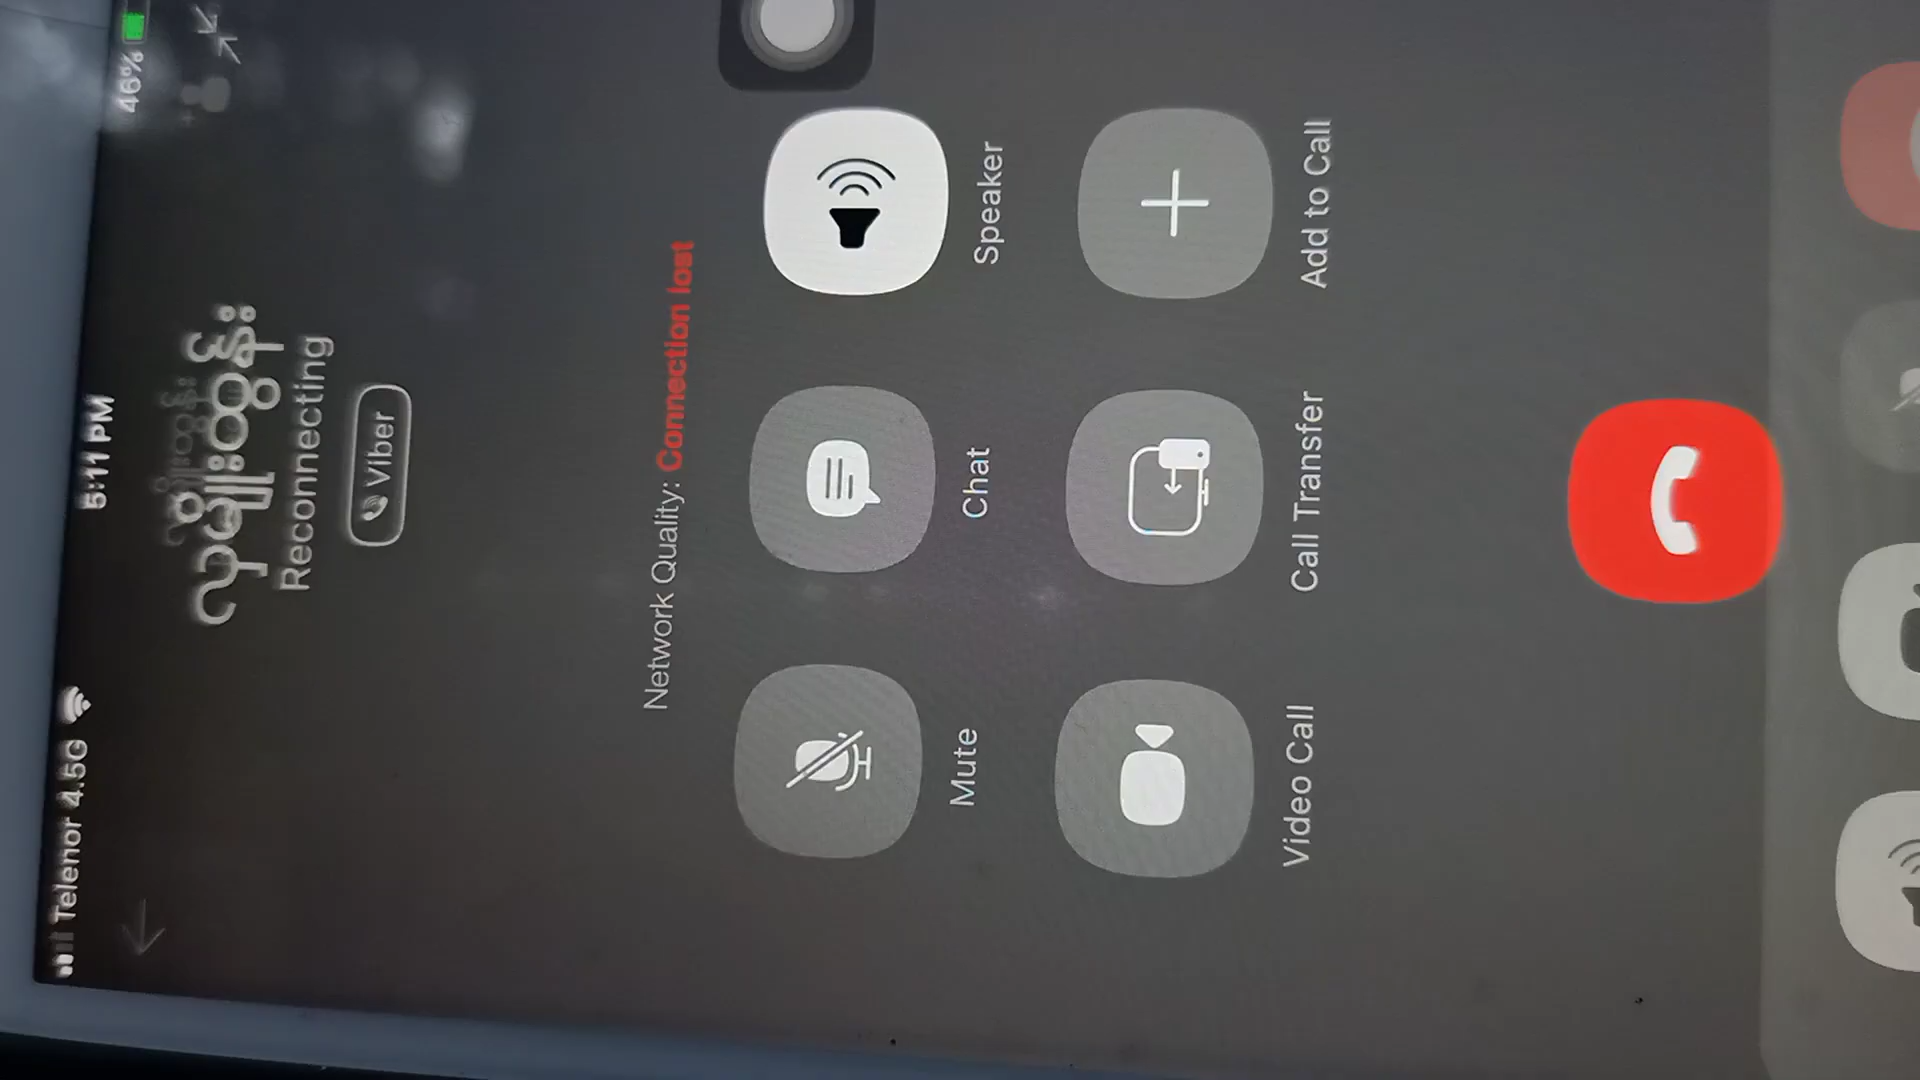 Telenor 4.5G
5:11 PM
46%
Reconnecting
Viber
Network Quality: Connection lost
Mute
Chat
Speaker
Video Call
Call Transfer
Add to Call